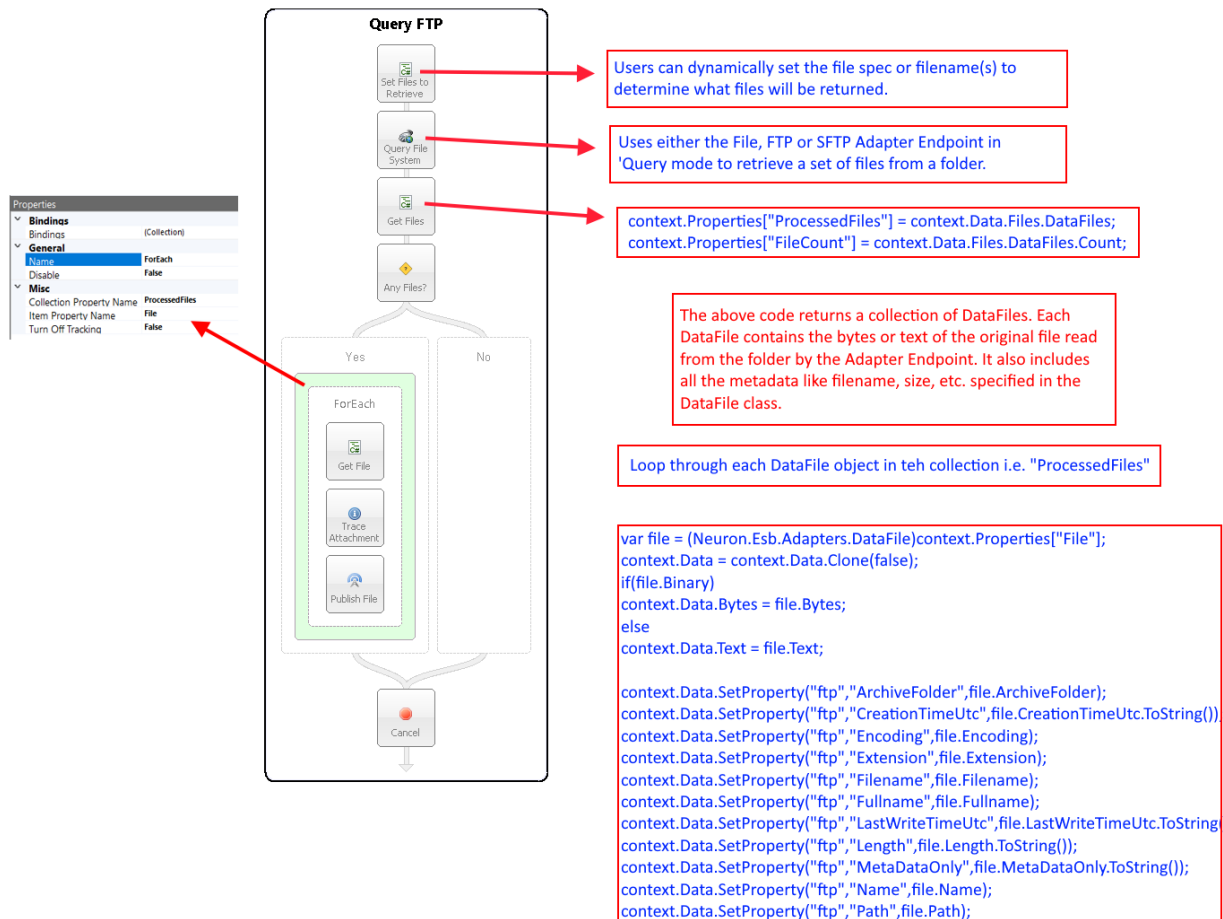 Query FTP
Set Files to
Retrieve
Users can dynamically set the file spec or filename(s) to
determine what files will be returned.
Query File
System
Uses either the File, FTP or SFTP Adapter Endpoint in
'Query mode to retrieve a set of files from a folder.
Get Files
context.Properties["ProcessedFiles"] = context.Data.Files.DataFiles;
context.Properties["FileCount"] = context.Data.Files.DataFiles.Count;
Properties
Bindings
Bindings (Collection)
General
Name ForEach
Disable False
Misc
Collection Property Name ProcessedFiles
Item Property Name File
Turn Off Tracking False
Any Files?
The above code returns a collection of DataFiles. Each
DataFile contains the bytes or text of the original file read
from the folder by the Adapter Endpoint. It also includes
all the metadata like filename, size, etc. specified in the
DataFile class.
Yes
No
ForEach
Get File
Trace
Attachment
Publish File
Loop through each DataFile object in teh collection i.e. "ProcessedFiles"
var file = (Neuron.Esb.Adapters.DataFile)context.Properties["File"];
context.Data = context.Data.Clone(false);
if(file.Binary)
context.Data.Bytes = file.Bytes;
else
context.Data.Text = file.Text;
context.Data.SetProperty("ftp","ArchiveFolder",file.ArchiveFolder);
context.Data.SetProperty("ftp","CreationTimeUtc",file.CreationTimeUtc.ToString());
context.Data.SetProperty("ftp","Encoding",file.Encoding);
context.Data.SetProperty("ftp","Extension",file.Extension);
context.Data.SetProperty("ftp","Filename",file.Filename);
context.Data.SetProperty("ftp","Fullname",file.Fullname);
context.Data.SetProperty("ftp","LastWriteTimeUtc",file.LastWriteTimeUtc.ToString(
context.Data.SetProperty("ftp","Length",file.Length.ToString());
context.Data.SetProperty("ftp","MetaDataOnly",file.MetaDataOnly.ToString());
context.Data.SetProperty("ftp","Name",file.Name);
context.Data.SetProperty("ftp","Path",file.Path);
Cancel